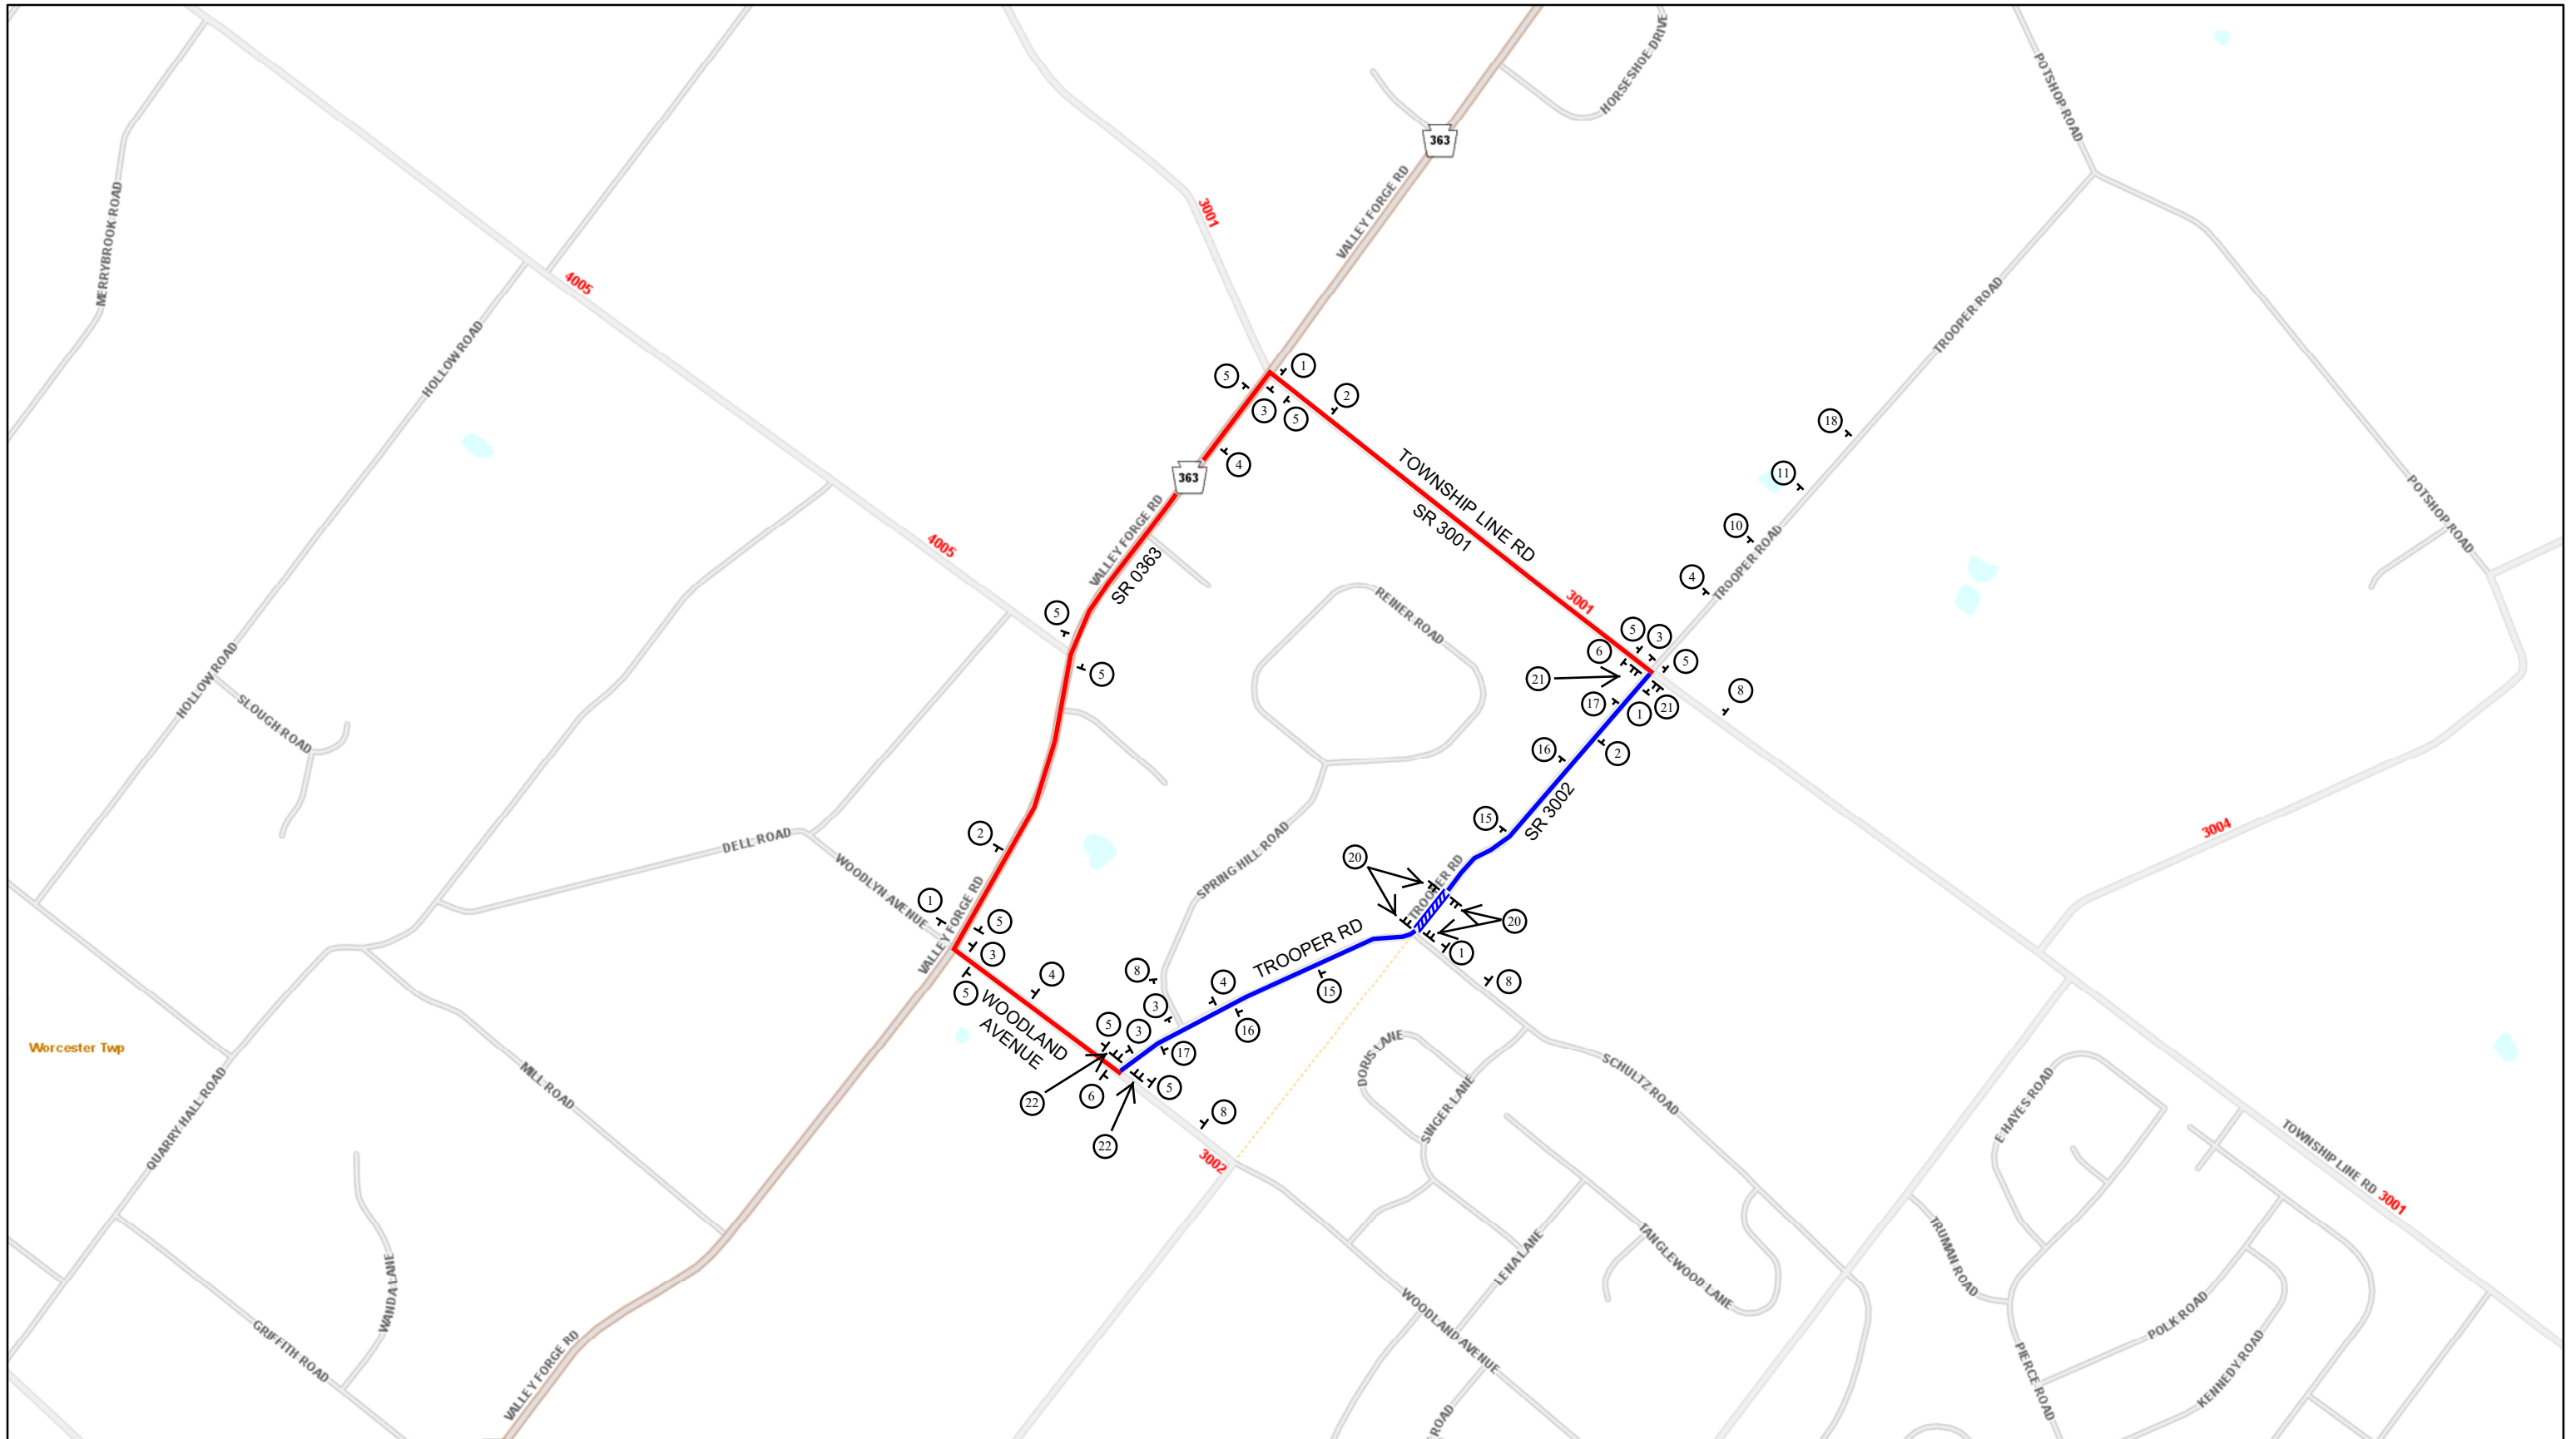 HORSESHOE DRIVE
POTSHOP ROAD
363
VALLEY FORGE RD
3001
MERRYBROOK ROAD
4005
HOLLOW ROAD
TROOPER ROAD
1
5
2
3
5
4
18
11
10
4
TOWNSHIP LINE RD
SR 3001
363
VALLEY FORGE RD
SR 0363
4005
POTSHOP ROAD
TROOPER ROAD
REINER ROAD
3001
5
5
5
3
6
5
21
17
1
21
8
16
2
HOLLOW ROAD
SLOUGH ROAD
15
SR 3002
3004
2
DELL ROAD
WOODLYN AVENUE
SPRING HILL ROAD
20
TROOPER RD
20
1
5
3
VALLEY FORGE RD
1
8
TROOPER RD
4
5
WOODLAND
AVENUE
8
4
15
3
16
5
3
17
5
6
22
22
8
3002
Worcester Twp
MILL ROAD
QUARRY HALL ROAD
DORIS LANE
SINGER LANE
SCHULTZ ROAD
E HAYES ROAD
TOWNSHIP LINE RD
3001
WANDA LANE
LENA LANE
TANGLEWOOD LANE
TRUMAN ROAD
GRIFFITH ROAD
VALLEY FORGE RD
WOODLAND AVENUE
POLK ROAD
KENNEDY ROAD
PIERCE ROAD
ROAD